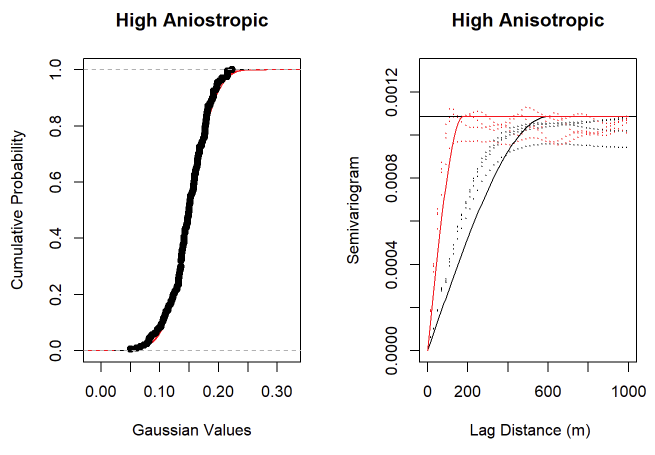 High Aniostropic
High Anisotropic
Cumulative Probability
0.0 0.2 0.4 0.6 0.8 1.0
0.00 0.10 0.20 0.30
Gaussian Values
Semivariogram
0.0000 0.0004 0.0008 0.0012
0 200 600 1000
Lag Distance (m)